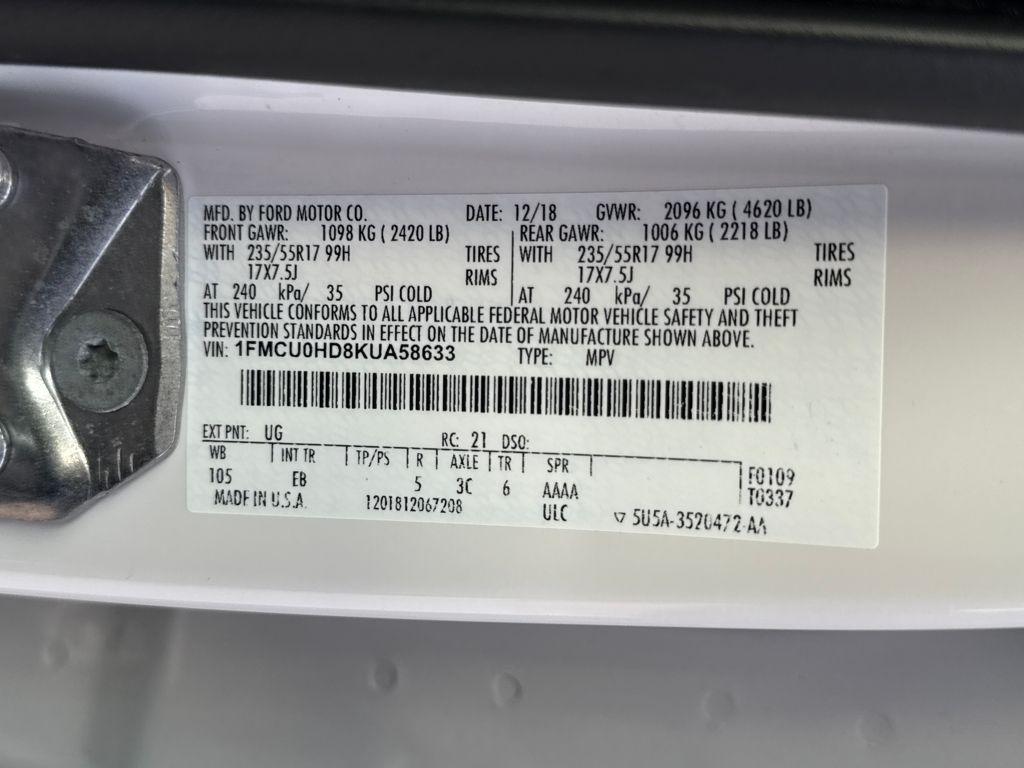 MFD. BY FORD MOTOR CO. DATE: 12/18 GVWR: 2096 KG ( 4620 LB)
FRONT GAWR: 1098 KG ( 2420 LB) REAR GAWR: 1006 KG ( 2218 LB)
WITH 235/55R17 99H TIRES WITH 235/55R17 99H TIRES
17X7.5J RIMS 17X7.5J RIMS
AT 240 kPa/ 35 PSI COLD AT 240 kPa/ 35 PSI COLD
THIS VEHICLE CONFORMS TO ALL APPLICABLE FEDERAL MOTOR VEHICLE SAFETY AND THEFT
PREVENTION STANDARDS IN EFFECT ON THE DATE OF MANUFACTURE SHOWN ABOVE.
VIN: 1FMCU0HD8KUA58633 TYPE: MPV
EXT PNT: UG RC: 21 DSO:
WB INT TR TP/PS R AXLE TR SPR F0109
105 EB 5 3C 6 AAAA T0337
MADE IN U.S.A. 1201812067208 ULC ▽ 5U5A-3520472-AA